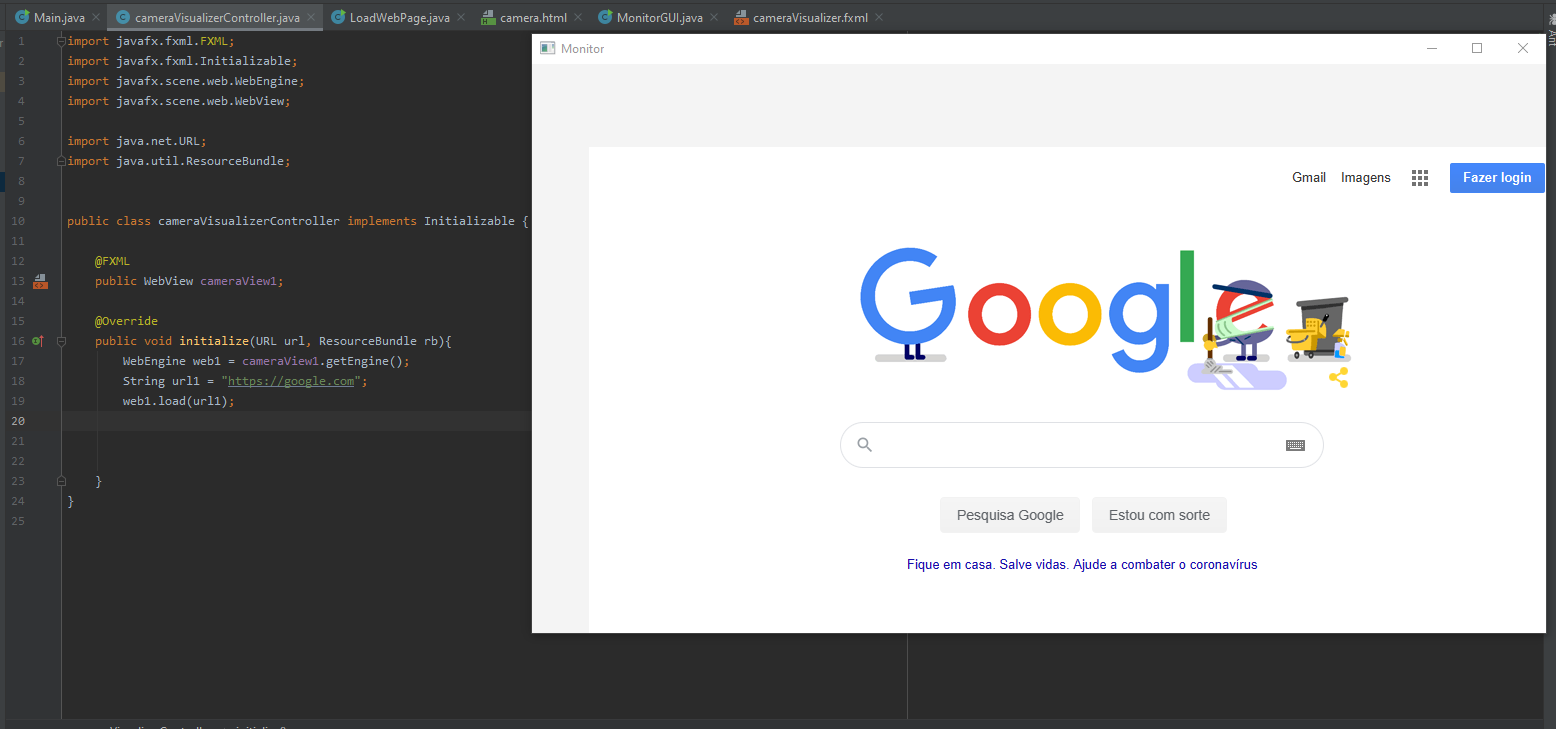 Main.java
cameraVisualizerController.java
LoadWebPage.java
camera.html
MonitorGUI.java
cameraVisualizer.fxml
Ant
1 import javafx.fxml.FXML;
2 import javafx.fxml.Initializable;
3 import javafx.scene.web.WebEngine;
4 import javafx.scene.web.WebView;
5
6 import java.net.URL;
7 import java.util.ResourceBundle;
8
9
10 public class cameraVisualizerController implements Initializable {
11
12 @FXML
13 public WebView cameraView1;
14
15 @Override
16 public void initialize(URL url, ResourceBundle rb){
17 WebEngine web1 = cameraView1.getEngine();
18 String url1 = "https://google.com";
19 web1.load(url1);
20
21
22
23 }
24 }
25
Monitor
Gmail Imagens Fazer login
Google
Pesquisa Google Estou com sorte
Fique em casa. Salve vidas. Ajude a combater o coronavírus